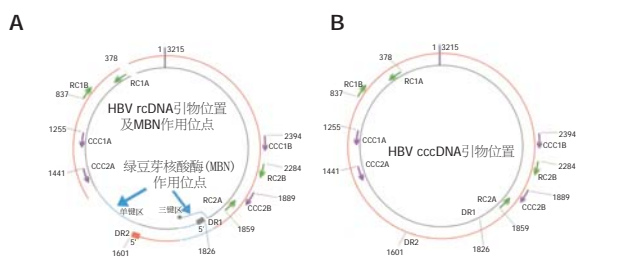 A
1 3215
378
RC1B
RC1A
837
HBV rcDNA引物位置
及MBN作用位点
1255
CCC1A
2394
CCC1B
绿豆芽核酸酶(MBN)
作用位点
CCC2A
2284
RC2B
1441
1889
RC2A
CCC2B
单键区
三键区
5'
DR1
1859
DR2
5'
1826
1601
B
1 3215
378
RC1B
RC1A
837
1255
CCC1A
2394
CCC1B
HBV cccDNA引物位置
CCC2A
2284
RC2B
1441
1889
RC2A
CCC2B
DR1
1859
DR2
1826
1601